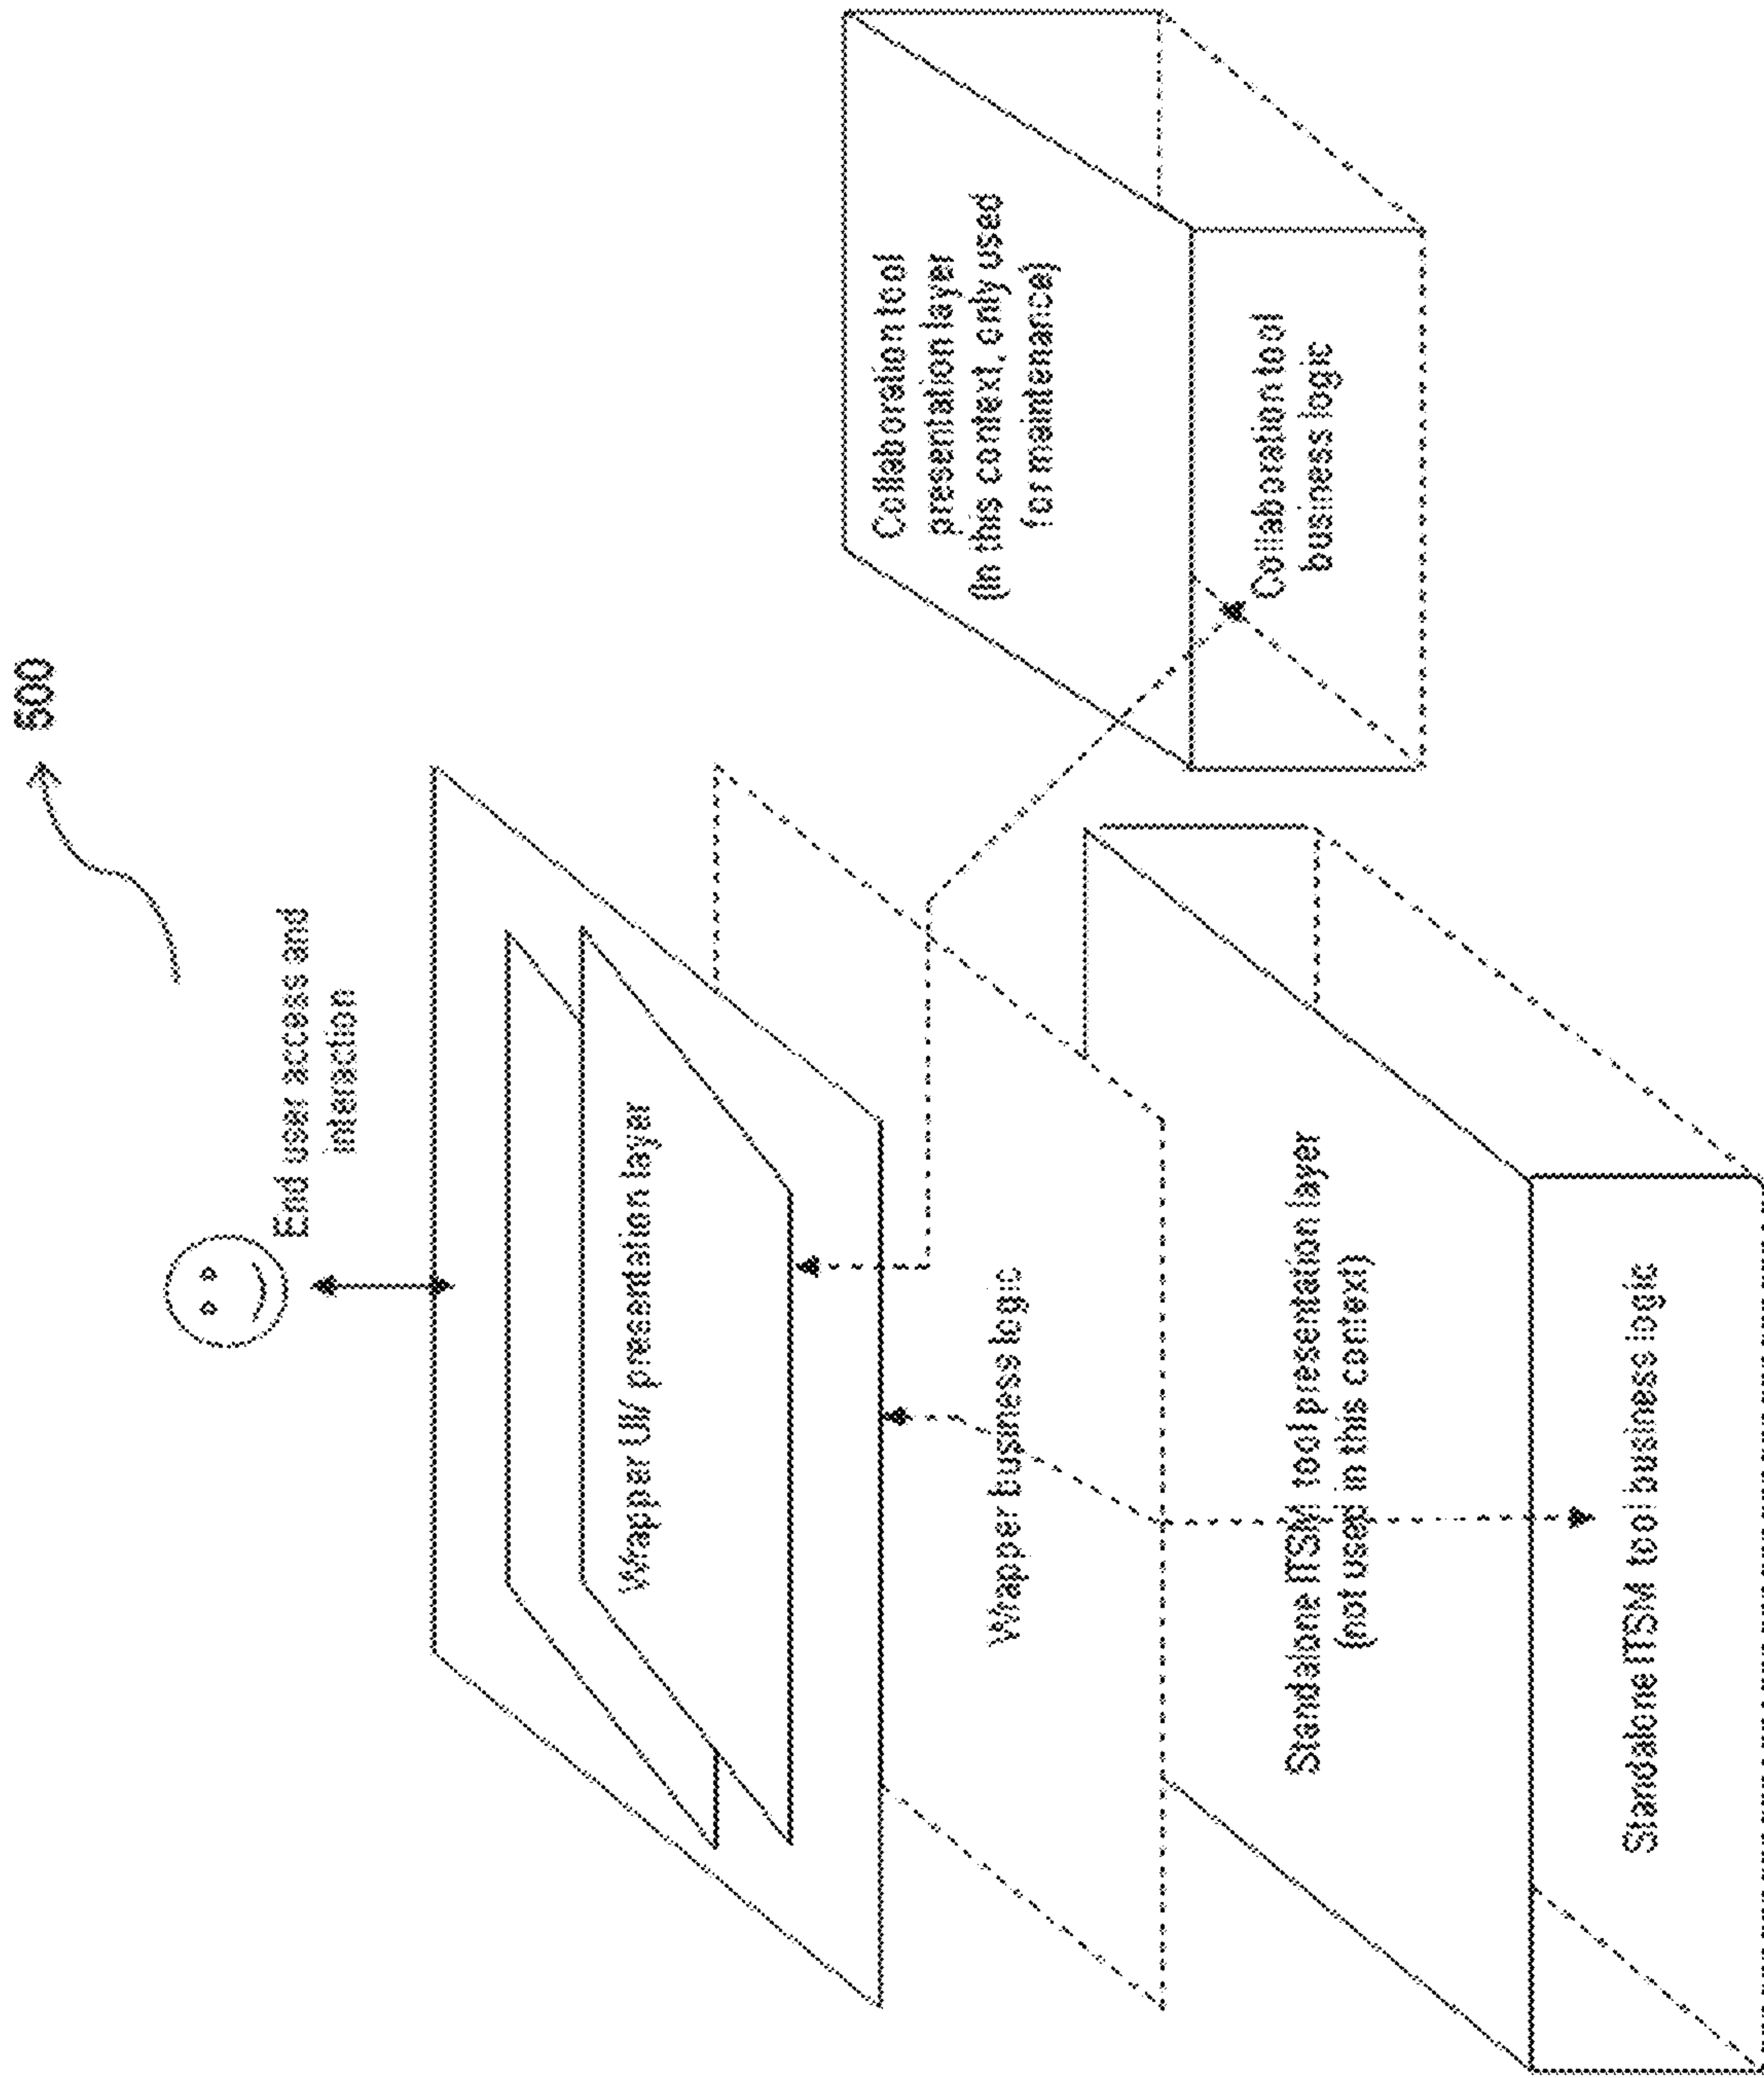 500
End user access and
interaction
Wrapper UI/ presentation layer
Wrapper business logic
Standalone ITSM tool presentation layer
(not used in this context)
Standalone ITSM tool business logic
Collaboration tool
presentation layer
(In this context, only used
for maintenance)
Collaboration tool
business logic